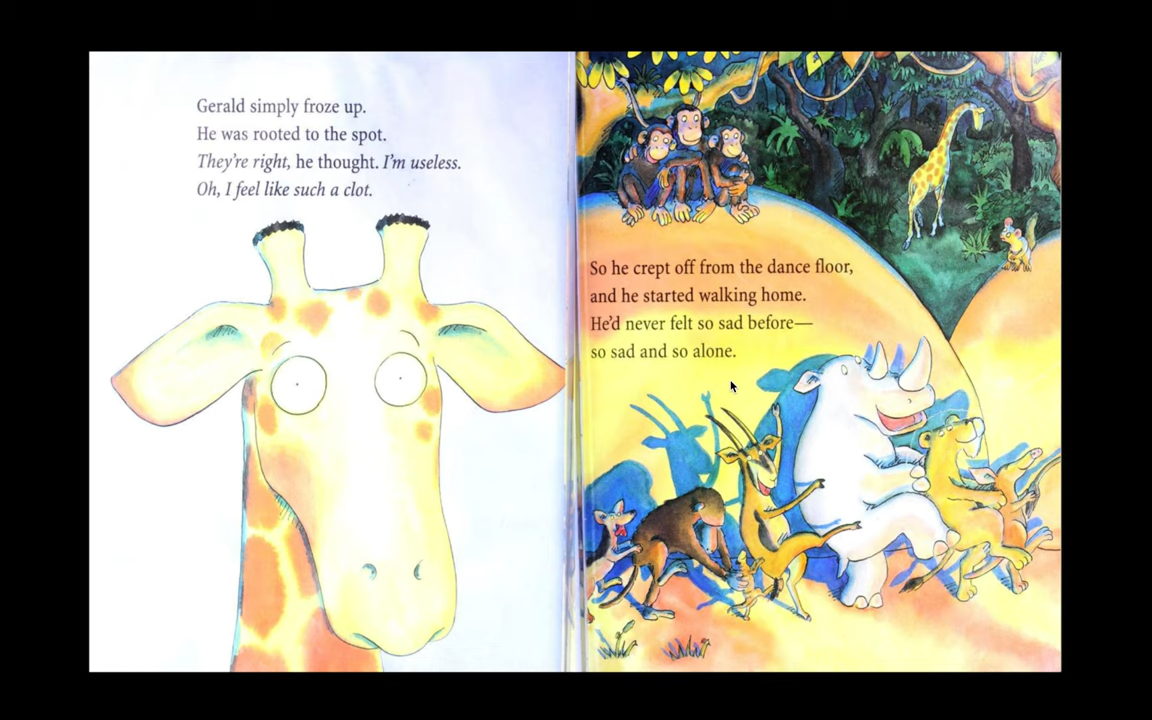 Gerald simply froze up.
He was rooted to the spot.
They're right, he thought. I'm useless.
Oh, I feel like such a clot.
So he crept off from the dance floor,
and he started walking home.
He'd never felt so sad before—
so sad and so alone.